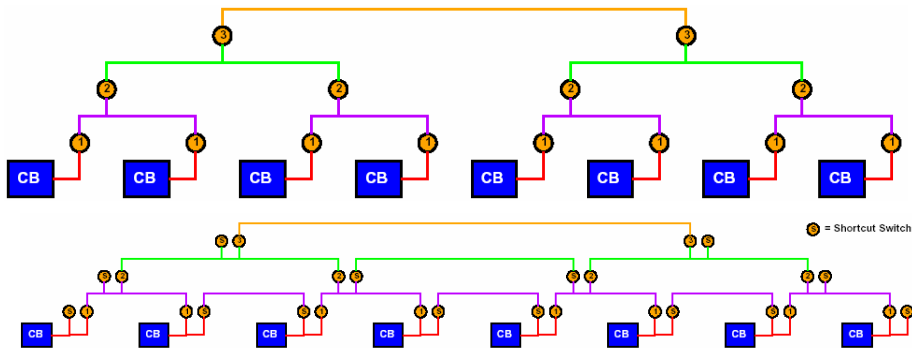 3 3
2 2 2 2
1 1 1 1 1 1 1 1
CB CB CB CB CB CB CB CB
S = Shortcut Switch
S 3 3 S
S 2 2 S S 2 2 S
S 1 1 S S 1 1 S S 1 1 S S 1 1 S
CB CB CB CB CB CB CB CB